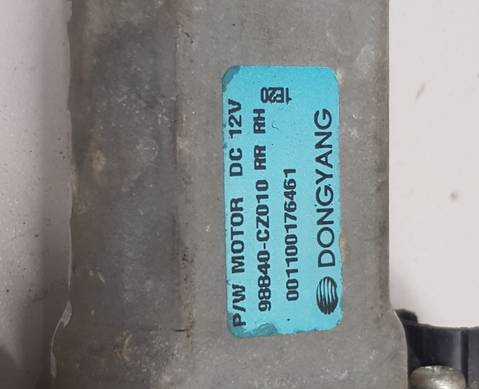 P/W MOTOR DC 12V
98840-CZ010 RR RH
001100176461
DONGYANG